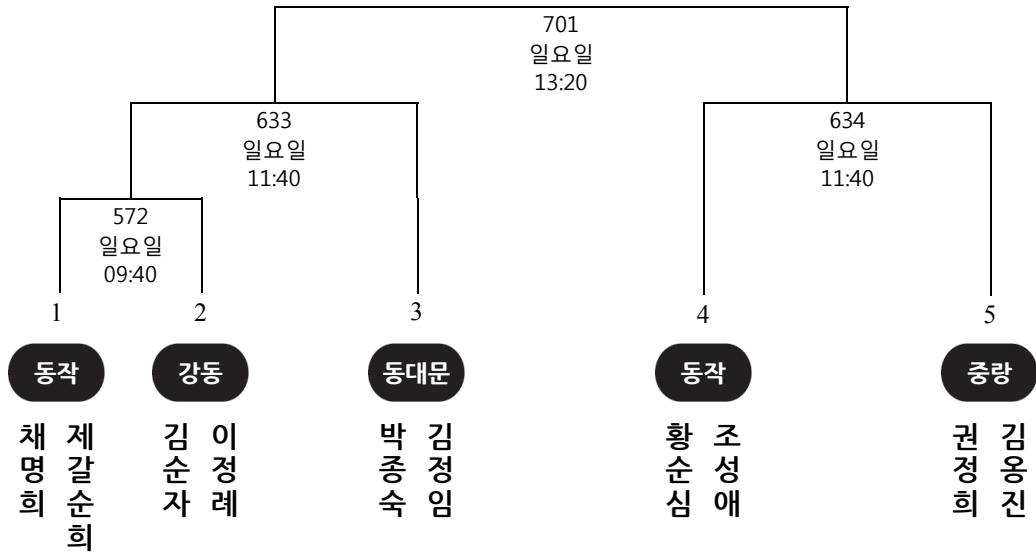 701
일요일
13:20
633
일요일
11:40
634
일요일
11:40
572
일요일
09:40
1
2
3
4
5
동작
강동
동대문
동작
중랑
채명희
제갈순희
김순자
이정례
박종숙
김정임
황순심
조성애
권정희
김옹진